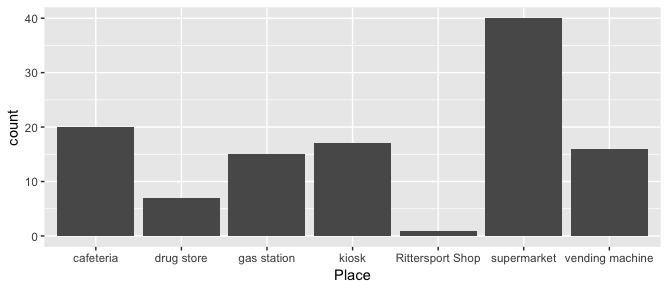 40
30
20
10
0
count
cafeteria drug store gas station kiosk Rittersport Shop supermarket vending machine
Place